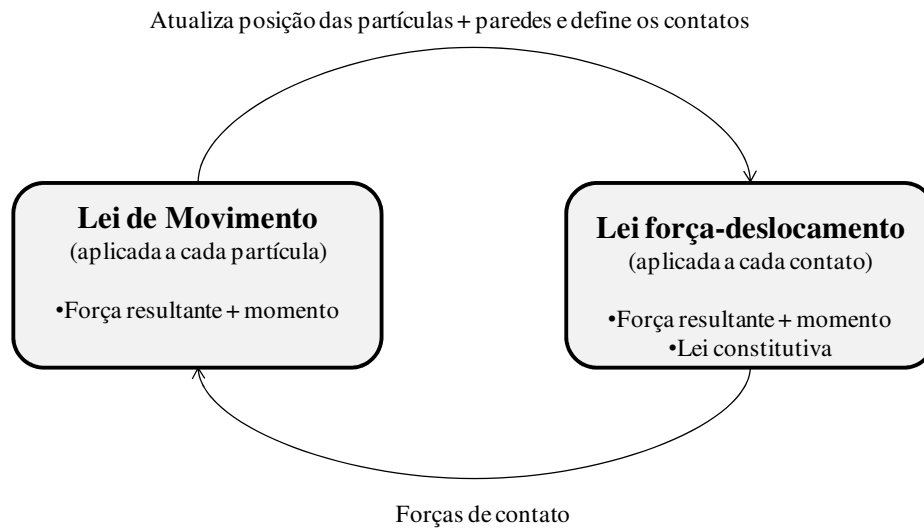 Atualiza posição das partículas + paredes e define os contatos
Lei de Movimento
(aplicada a cada partícula)
•Força resultante + momento
Lei força-deslocamento
(aplicada a cada contato)
•Força resultante + momento
•Lei constitutiva
Forças de contato